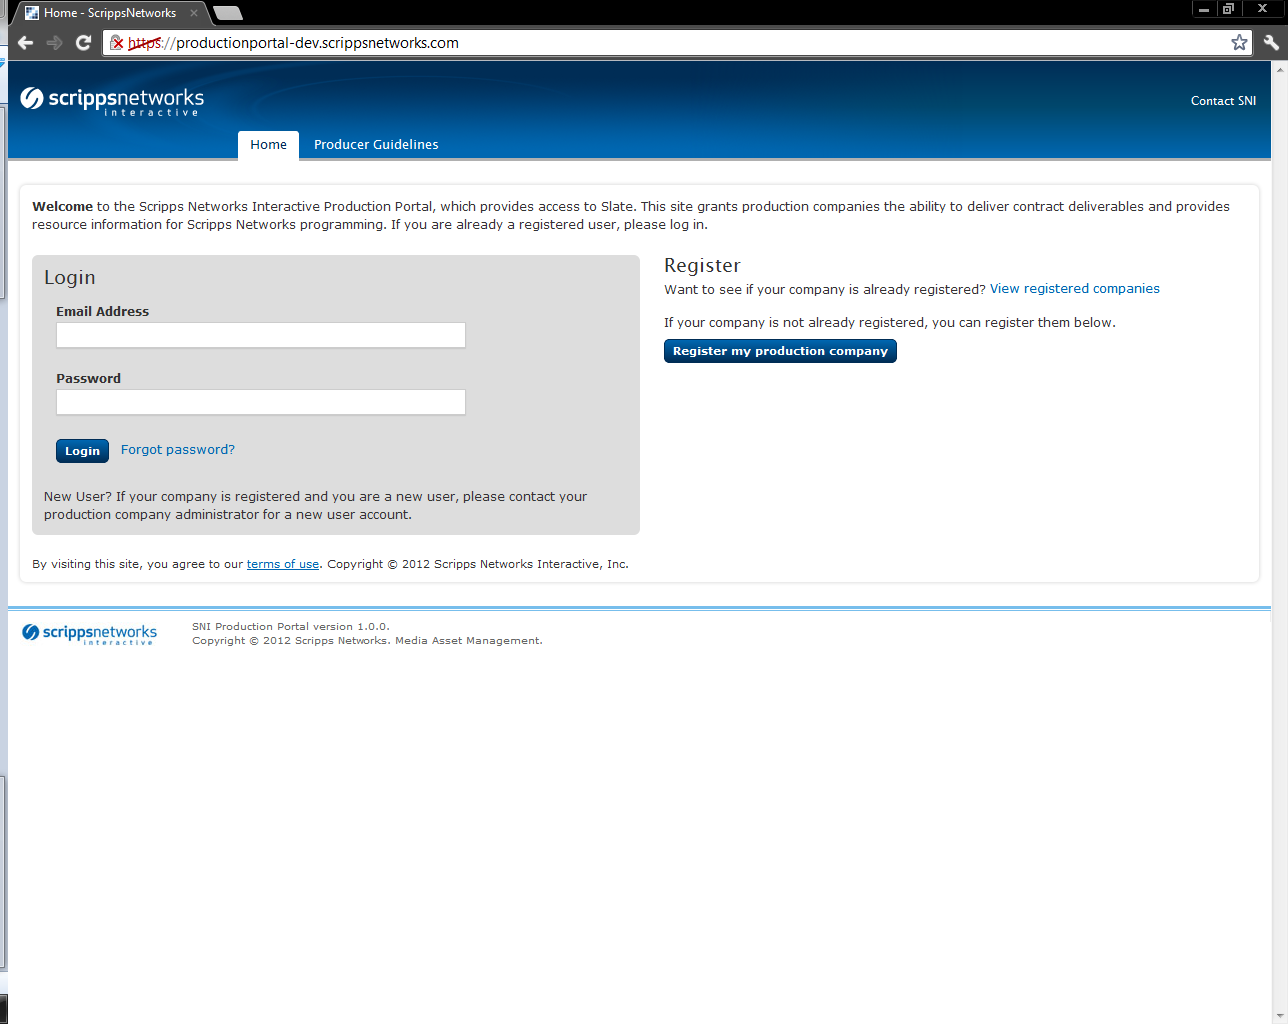 Home - ScrippsNetworks
https://productionportal-dev.scrippsnetworks.com
scrippsnetworks
interactive
Contact SNI
Home
Producer Guidelines
Welcome to the Scripps Networks Interactive Production Portal, which provides access to Slate. This site grants production companies the ability to deliver contract deliverables and provides
resource information for Scripps Networks programming. If you are already a registered user, please log in.
Login
Email Address
Password
Login
Forgot password?
New User? If your company is registered and you are a new user, please contact your
production company administrator for a new user account.
Register
Want to see if your company is already registered? View registered companies
If your company is not already registered, you can register them below.
Register my production company
By visiting this site, you agree to our terms of use. Copyright © 2012 Scripps Networks Interactive, Inc.
scrippsnetworks
interactive
SNI Production Portal version 1.0.0.
Copyright © 2012 Scripps Networks. Media Asset Management.